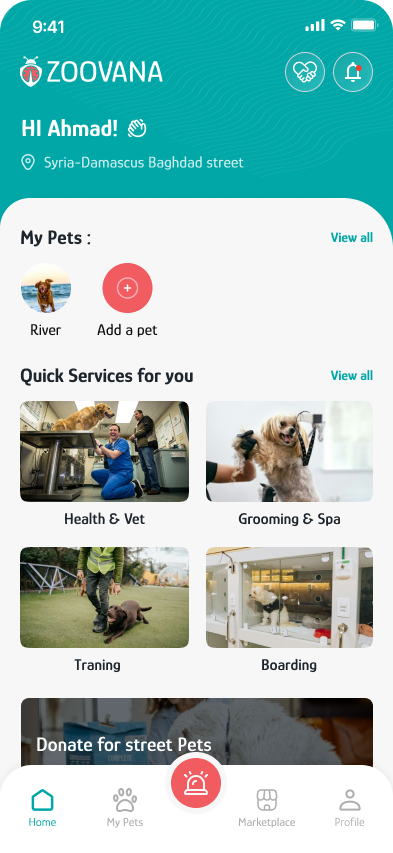 9:41
ZOOVANA
HI Ahmad!
Syria-Damascus Baghdad street
My Pets :
View all
River
Add a pet
Quick Services for you
View all
Health & Vet
Grooming & Spa
Traning
Boarding
Donate for street Pets
Home
My Pets
Marketplace
Profile